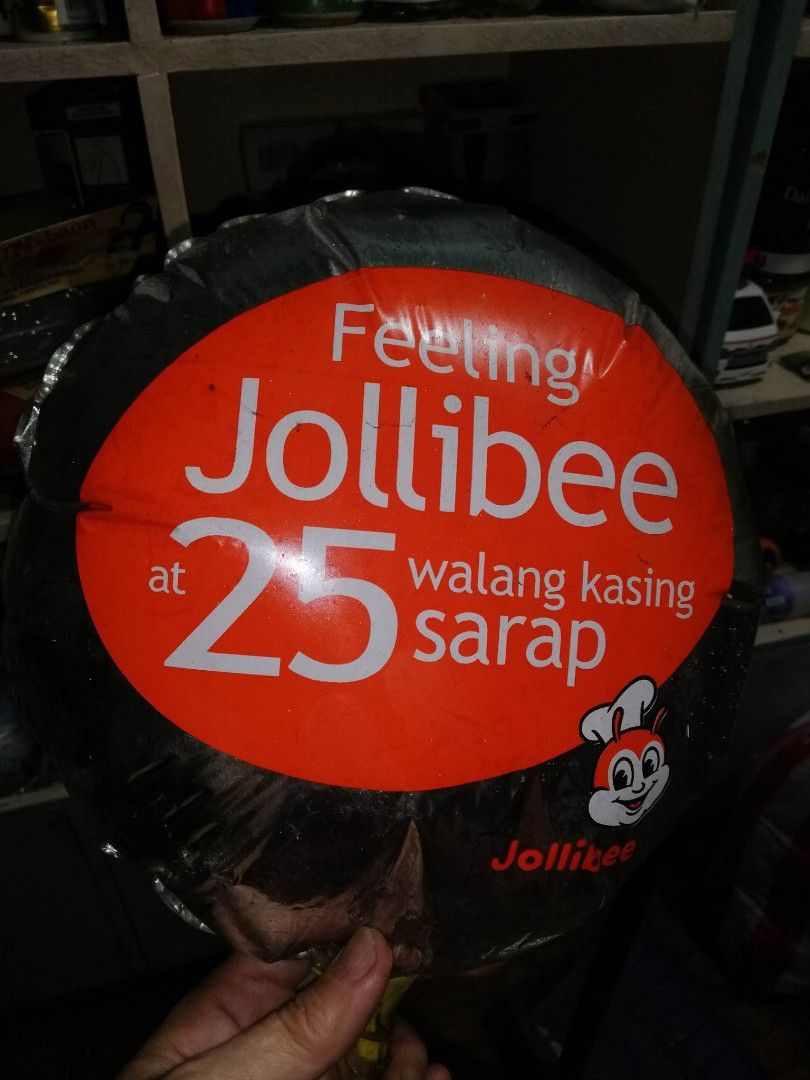 Feeling
Jollibee
at 25 walang kasing
sarap
Jollibee